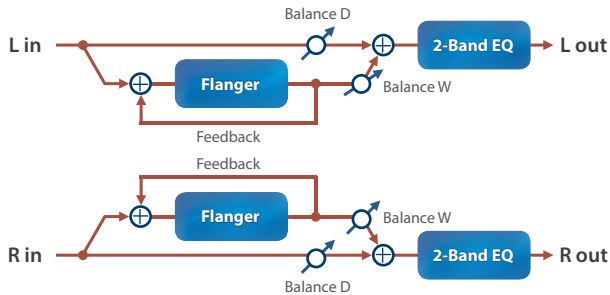 Balance D
L in
2-Band EQ
L out
Flanger
Balance W
Feedback
Feedback
Flanger
Balance W
R in
2-Band EQ
R out
Balance D